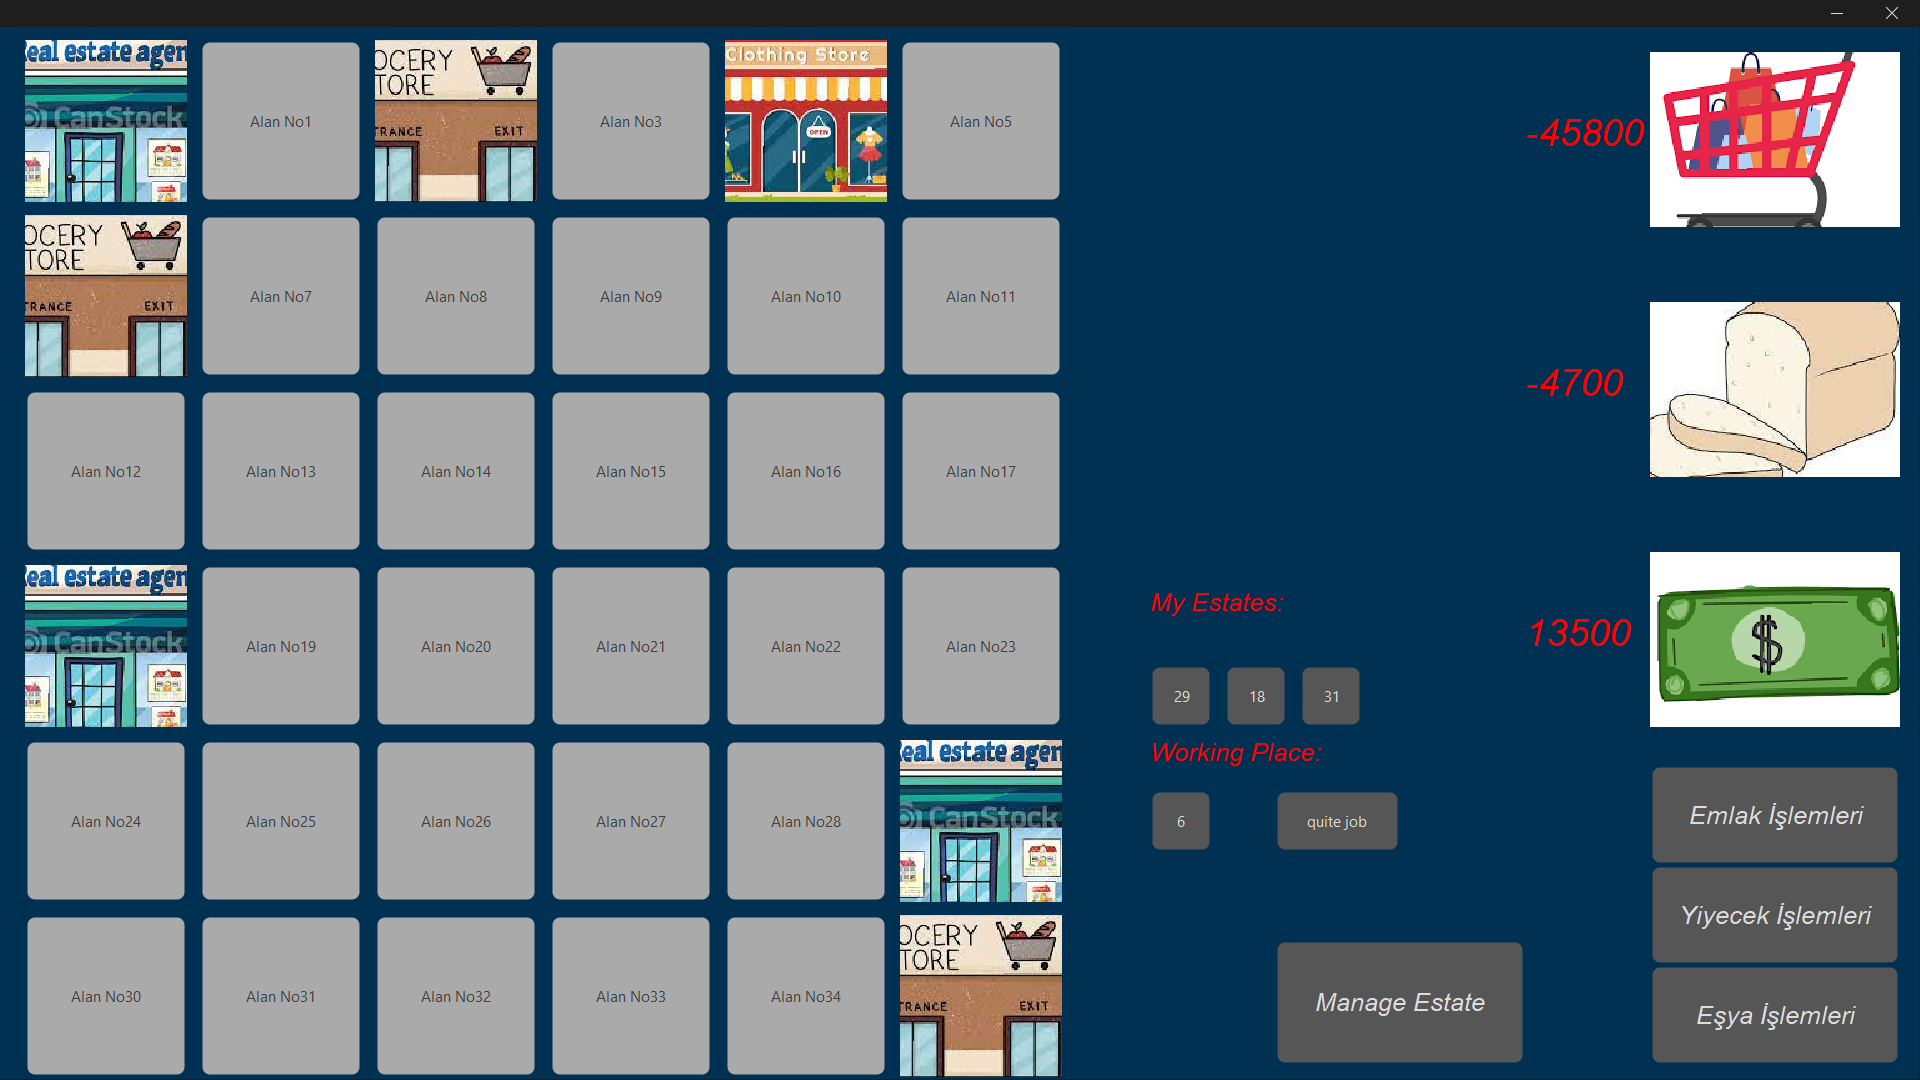 Real estate agen
CanStock
Alan No1
OCERY
TORE
TRANCE
EXIT
Alan No3
Clothing Store
OPEN
Alan No5
-45800
OCERY
TORE
TRANCE
EXIT
Alan No7
Alan No8
Alan No9
Alan No10
Alan No11
-4700
Alan No12
Alan No13
Alan No14
Alan No15
Alan No16
Alan No17
Real estate agen
CanStock
Alan No19
Alan No20
Alan No21
Alan No22
Alan No23
My Estates:
13500
$
29
18
31
Working Place:
6
quite job
Alan No24
Alan No25
Alan No26
Alan No27
Alan No28
Real estate agen
CanStock
Emlak İşlemleri
Yiyecek İşlemleri
Alan No30
Alan No31
Alan No32
Alan No33
Alan No34
OCERY
TORE
TRANCE
EXIT
Manage Estate
Eşya İşlemleri